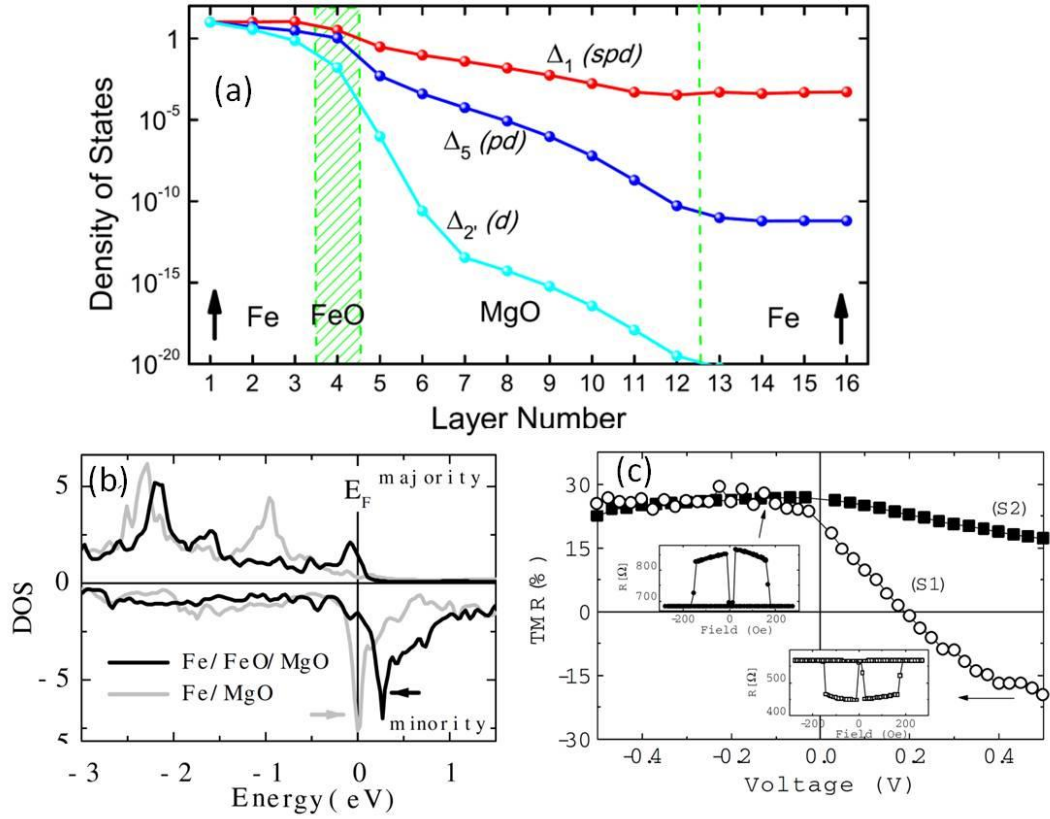 (a)
Density of States
1
10⁻⁵
10⁻¹⁰
10⁻¹⁵
10⁻²⁰
Δ₁ (spd)
Δ₅ (pd)
Δ₂' (d)
Fe FeO MgO Fe
1 2 3 4 5 6 7 8 9 10 11 12 13 14 15 16
Layer Number
(b)
E_F
majority
DOS
5
0
- 5
5
Fe/ FeO/ MgO
Fe/ MgO
minority
- 3 - 2 - 1 0 1
Energy( eV)
(c)
TMR(%)
30
15
0
-15
-30
(S2)
(S1)
R[Ω]
800
700
-200 0 200
Field (Oe)
R[Ω]
500
400
-200 0 200
Field (Oe)
-0.4 -0.2 0.0 0.2 0.4
Voltage (V)